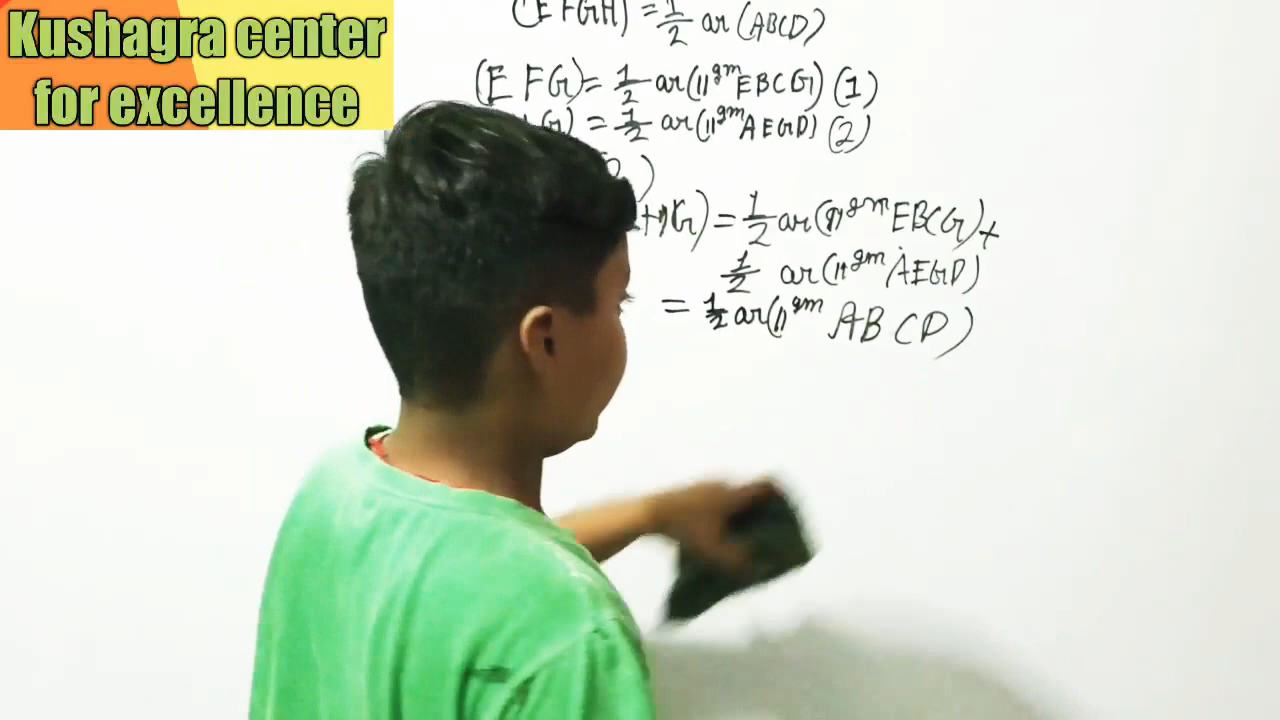 Kushagra center
for excellence
(EFGH) = 1/2 ar (ABCD)
(EFG) = 1/2 ar(||gm EBCG) (1)
G) = 1/2 ar(||gm AEGD) (2)
)
G) = 1/2 ar(||gm EBCG) +
1/2 ar(||gm AEGD)
= 1/2 ar(||gm ABCD)